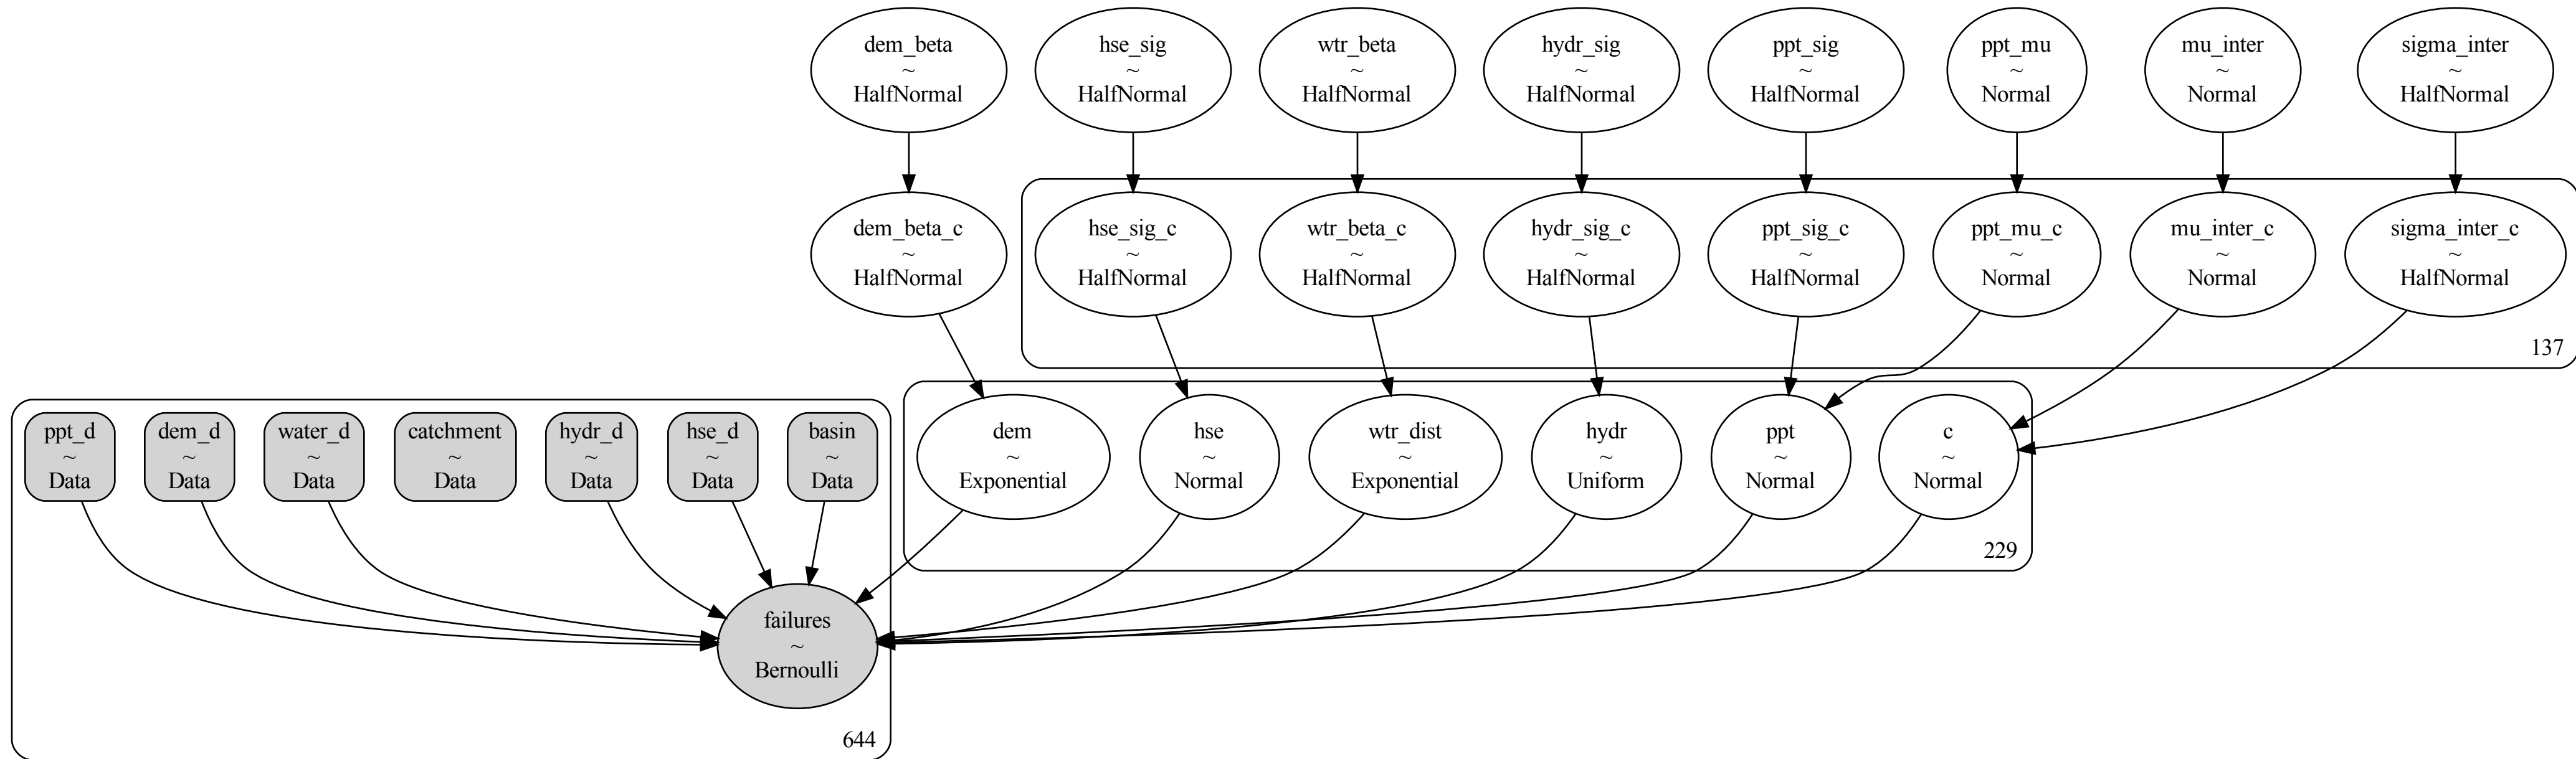 dem_beta
~
HalfNormal
hse_sig
~
HalfNormal
wtr_beta
~
HalfNormal
hydr_sig
~
HalfNormal
ppt_sig
~
HalfNormal
ppt_mu
~
Normal
mu_inter
~
Normal
sigma_inter
~
HalfNormal
dem_beta_c
~
HalfNormal
hse_sig_c
~
HalfNormal
wtr_beta_c
~
HalfNormal
hydr_sig_c
~
HalfNormal
ppt_sig_c
~
HalfNormal
ppt_mu_c
~
Normal
mu_inter_c
~
Normal
sigma_inter_c
~
HalfNormal
137
ppt_d
~
Data
dem_d
~
Data
water_d
~
Data
catchment
~
Data
hydr_d
~
Data
hse_d
~
Data
basin
~
Data
dem
~
Exponential
hse
~
Normal
wtr_dist
~
Exponential
hydr
~
Uniform
ppt
~
Normal
c
~
Normal
229
failures
~
Bernoulli
644